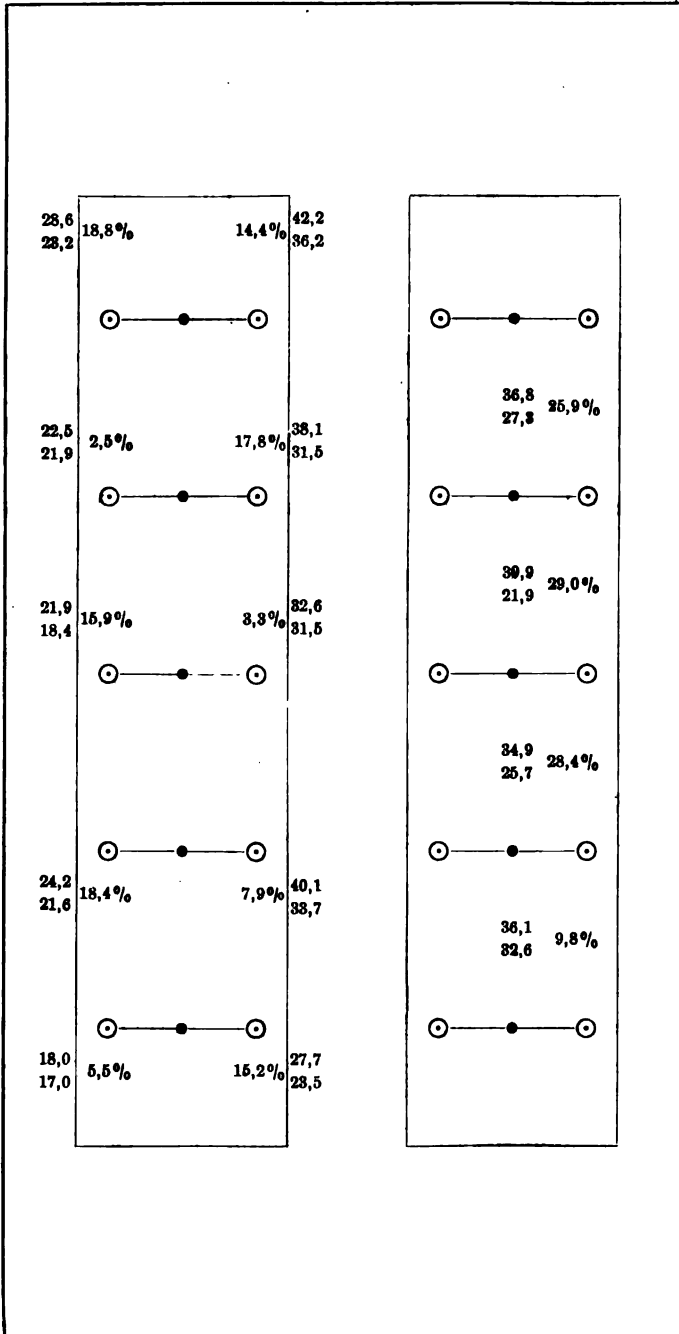 28,6 18,8% 14,4% 42,2
23,2 36,2
36,8 25,9%
27,3
22,5 2,5% 17,8% 38,1
21,9 31,5
30,9 29,0%
21,9
21,9 15,9% 3,3% 32,6
18,4 31,5
34,9 28,4%
25,7
24,2 18,4% 7,9% 40,1
21,6 33,7
36,1 9,8%
32,6
18,0 5,5% 15,2% 27,7
17,0 23,5